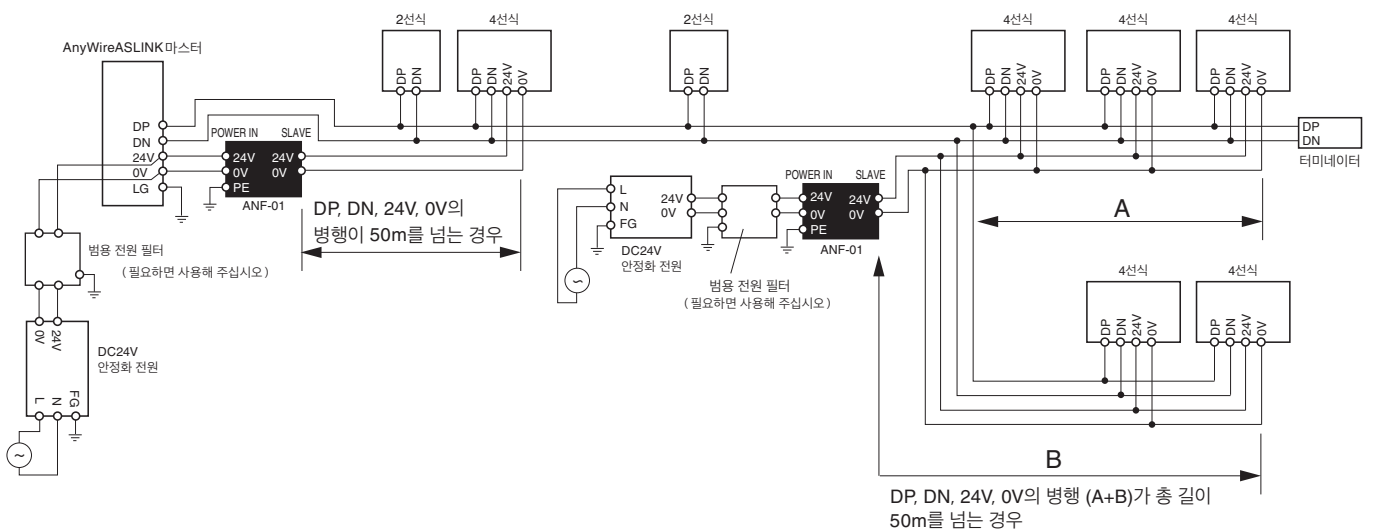 2선식
4선식
2선식
4선식
4선식
4선식
AnyWireASLINK마스터
DP
DN
24V
0V
DP
DN
DP
DN
24V
0V
DP
DN
24V
0V
DP
DN
24V
0V
DP
DN
24V
0V
LG
POWER IN
SLAVE
24V
24V
0V
0V
PE
ANF-01
DP
DN
터미네이터
DP, DN, 24V, 0V의
병행이 50m를 넘는 경우
범용 전원 필터
(필요하면 사용해 주십시오)
0V
24V
DC24V
안정화 전원
L
N
FG
~
L
N
FG
24V
0V
DC24V
안정화 전원
~
범용 전원 필터
(필요하면 사용해 주십시오)
POWER IN
SLAVE
24V
24V
0V
0V
PE
ANF-01
A
4선식
4선식
DP
DN
24V
0V
DP
DN
24V
0V
B
DP, DN, 24V, 0V의 병행 (A+B)가 총 길이
50m를 넘는 경우